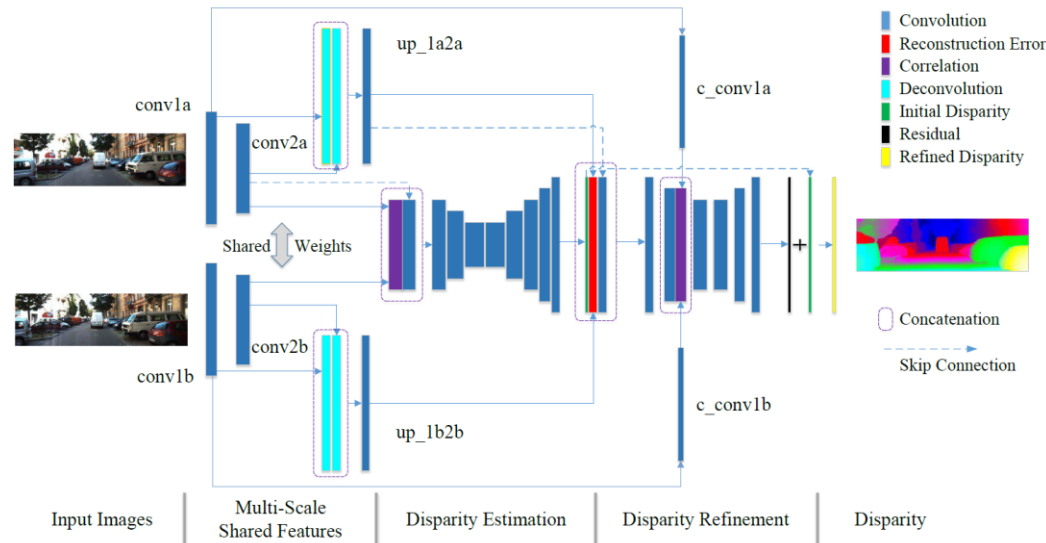 up_1a2a
Convolution
Reconstruction Error
Correlation
Deconvolution
Initial Disparity
Residual
Refined Disparity
conv1a
c_conv1a
conv2a
Shared Weights
+
Concatenation
Skip Connection
conv2b
conv1b
up_1b2b
c_conv1b
Input Images
Multi-Scale
Shared Features
Disparity Estimation
Disparity Refinement
Disparity